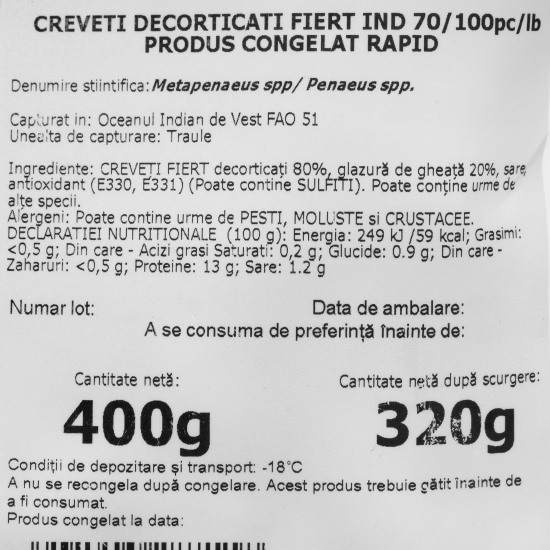 CREVETI DECORTICATI FIERT IND 70/100pc/lb
PRODUS CONGELAT RAPID
Denumire stiintifica: Metapenaeus spp/ Penaeus spp.
Capturat in: Oceanul Indian de Vest FAO 51
Unealta de capturare: Traule
Ingrediente: CREVETI FIERT decorticați 80%, glazură de gheață 20%, sare,
antioxidant (E330, E331) (Poate contine SULFITI). Poate conține urme de
alte specii.
Alergeni: Poate contine urme de PESTI, MOLUSTE si CRUSTACEE.
DECLARATIEI NUTRITIONALE (100 g): Energia: 249 kJ /59 kcal; Grasimi:
<0,5 g; Din care - Acizi grasi Saturati: 0,2 g; Glucide: 0.9 g; Din care -
Zaharuri: <0,5 g; Proteine: 13 g; Sare: 1.2 g
Numar lot:
Data de ambalare:
A se consuma de preferință înainte de:
Cantitate netă:
400g
Cantitate netă după scurgere:
320g
Condiții de depozitare și transport: -18°C
A nu se recongela după congelare. Acest produs trebuie gătit înainte de
a fi consumat.
Produs congelat la data: